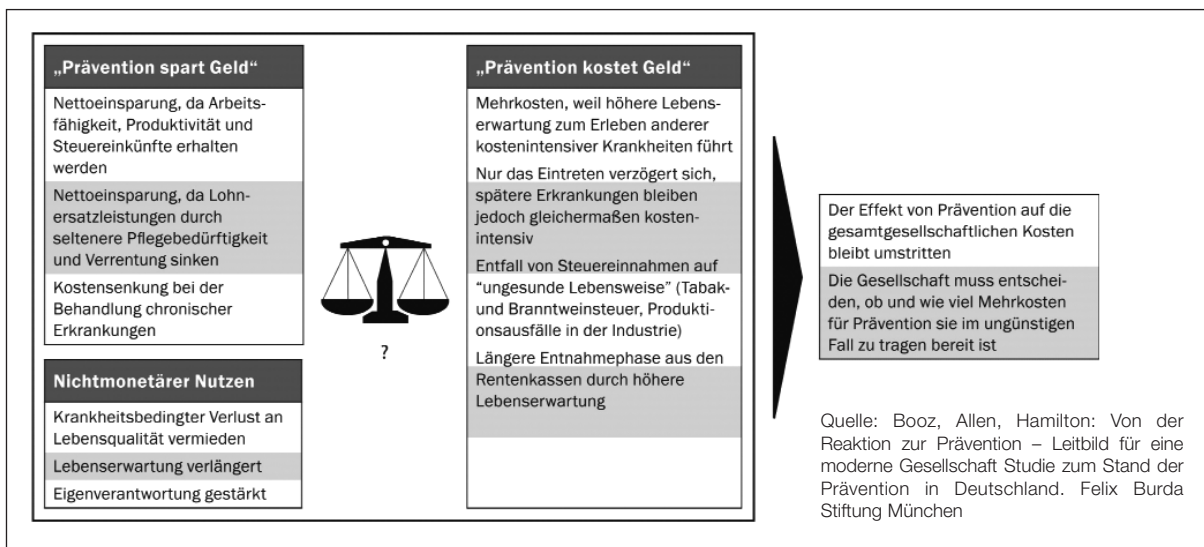 „Prävention spart Geld“
Nettoeinsparung, da Arbeits-
fähigkeit, Produktivität und
Steuereinkünfte erhalten
werden
Nettoeinsparung, da Lohn-
ersatzleistungen durch
seltenere Pflegebedürftigkeit
und Verrentung sinken
Kostensenkung bei der
Behandlung chronischer
Erkrankungen
Nichtmonetärer Nutzen
Krankheitsbedingter Verlust an
Lebensqualität vermieden
Lebenserwartung verlängert
Eigenverantwortung gestärkt
?
„Prävention kostet Geld“
Mehrkosten, weil höhere Lebens-
erwartung zum Erleben anderer
kostenintensiver Krankheiten führt
Nur das Eintreten verzögert sich,
spätere Erkrankungen bleiben
jedoch gleichermaßen kosten-
intensiv
Entfall von Steuereinnahmen auf
“ungesunde Lebensweise” (Tabak-
und Branntweinsteuer, Produkti-
onsausfälle in der Industrie)
Längere Entnahmephase aus den
Rentenkassen durch höhere
Lebenserwartung
Der Effekt von Prävention auf die
gesamtgesellschaftlichen Kosten
bleibt umstritten
Die Gesellschaft muss entschei-
den, ob und wie viel Mehrkosten
für Prävention sie im ungünstigen
Fall zu tragen bereit ist
Quelle: Booz, Allen, Hamilton: Von der
Reaktion zur Prävention – Leitbild für eine
moderne Gesellschaft Studie zum Stand der
Prävention in Deutschland. Felix Burda
Stiftung München